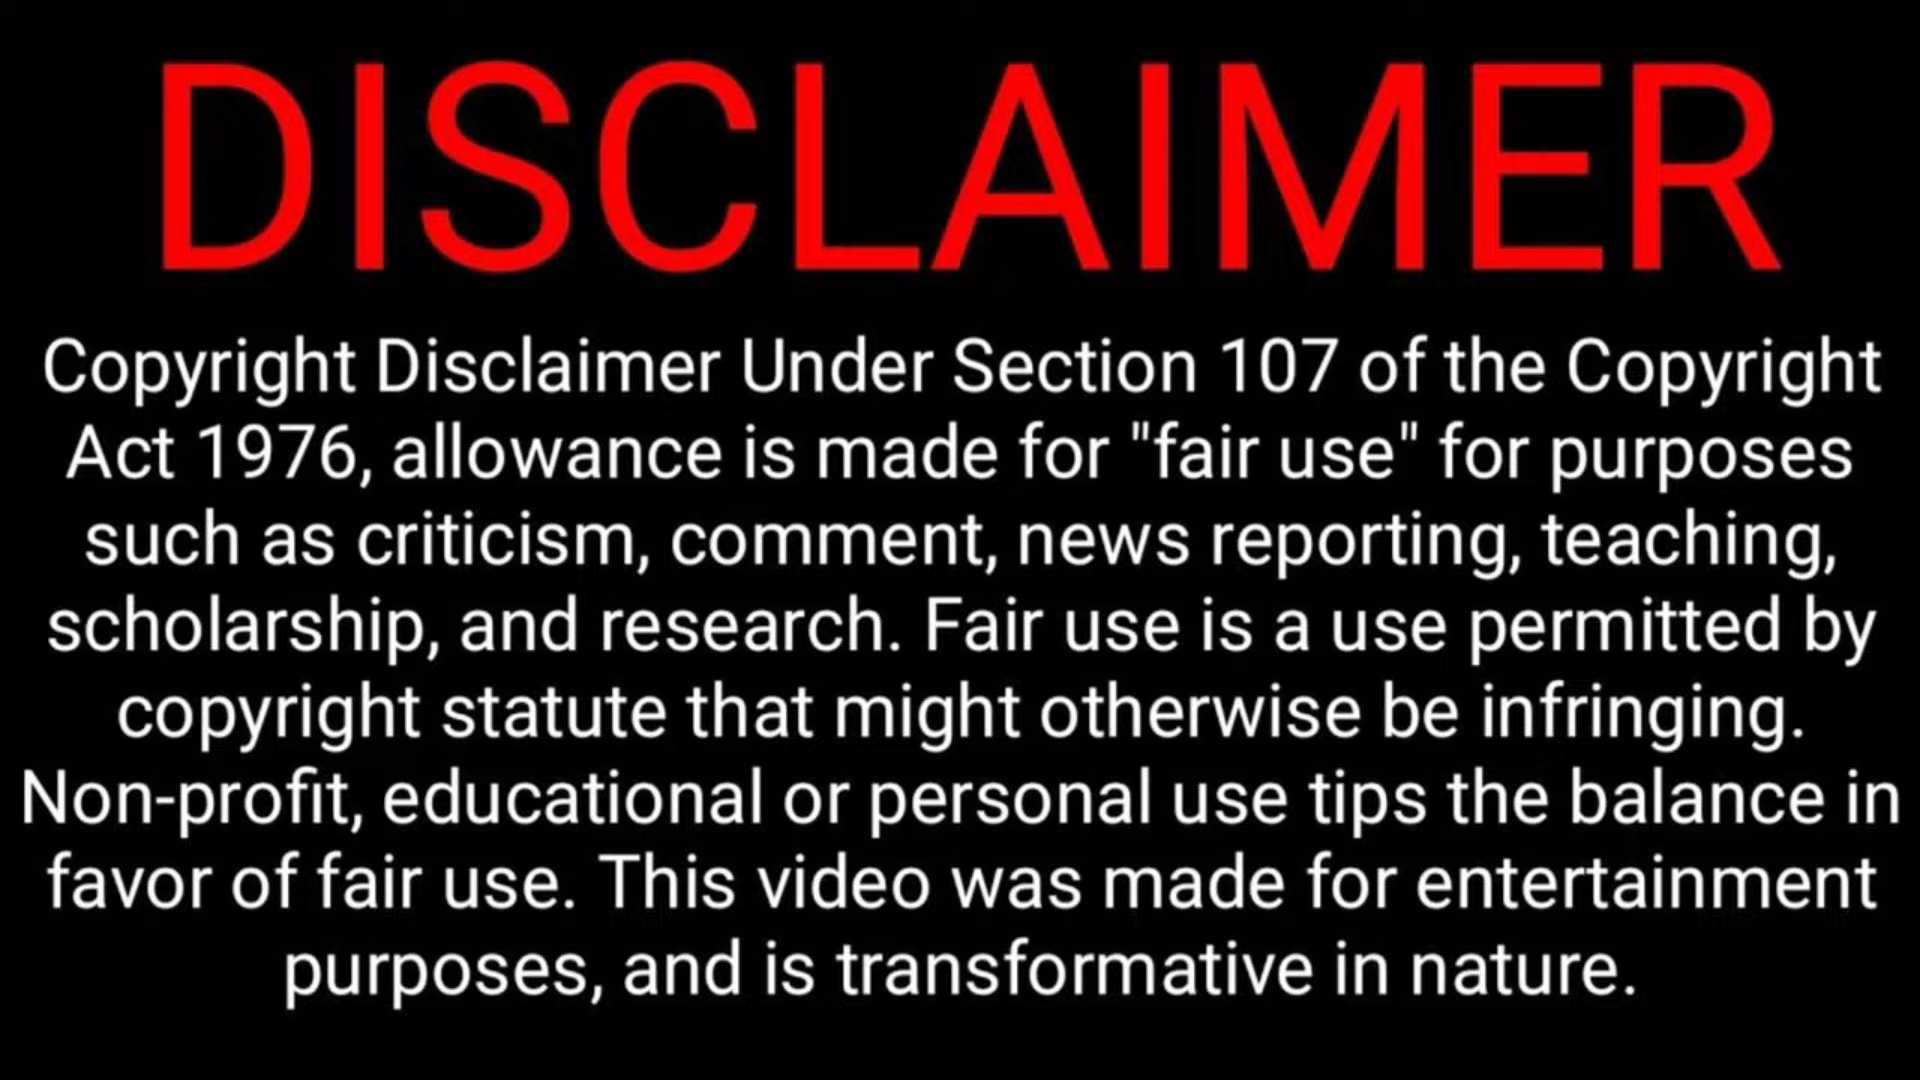 DISCLAIMER
Copyright Disclaimer Under Section 107 of the Copyright
Act 1976, allowance is made for "fair use" for purposes
such as criticism, comment, news reporting, teaching,
scholarship, and research. Fair use is a use permitted by
copyright statute that might otherwise be infringing.
Non-profit, educational or personal use tips the balance in
favor of fair use. This video was made for entertainment
purposes, and is transformative in nature.